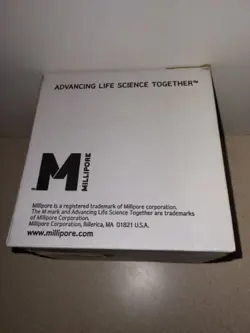 ADVANCING LIFE SCIENCE TOGETHER™
M
MILLIPORE
Millipore is a registered trademark of Millipore corporation.
The M mark and Advancing Life Science Together are trademarks
of Millipore Corporation.
Millipore Corporation, Billerica, MA 01821 U.S.A.
www.millipore.com